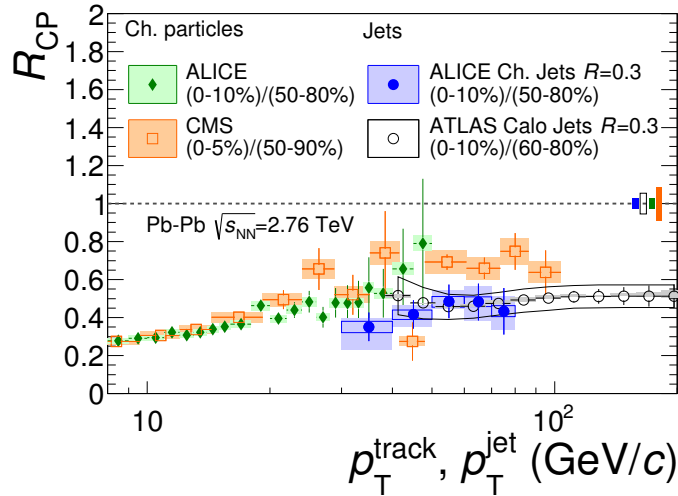 R_CP
2
1.8
1.6
1.4
1.2
1
0.8
0.6
0.4
0.2
0
Ch. particles
ALICE
(0-10%)/(50-80%)
CMS
(0-5%)/(50-90%)
Jets
ALICE Ch. Jets R=0.3
(0-10%)/(50-80%)
ATLAS Calo Jets R=0.3
(0-10%)/(60-80%)
Pb-Pb √s_NN=2.76 TeV
10
10²
p_T^track, p_T^jet (GeV/c)